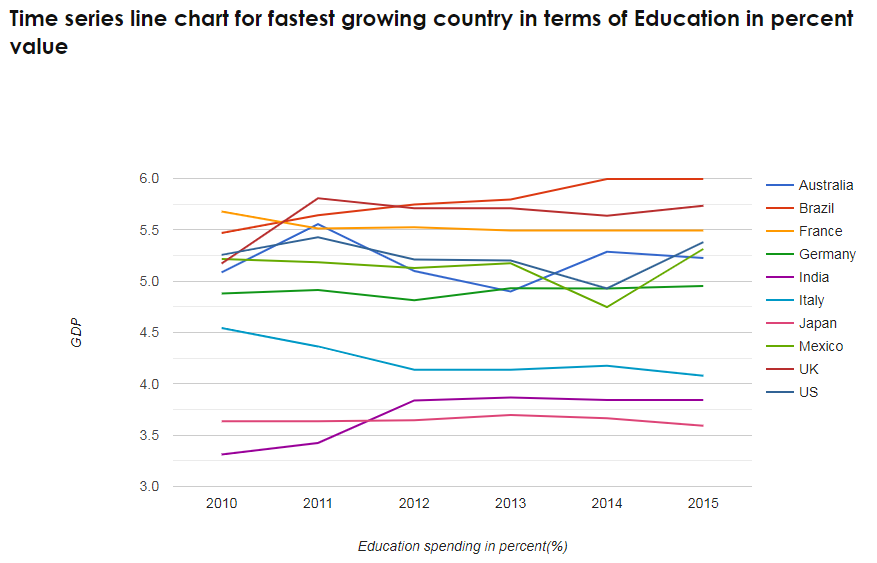 Time series line chart for fastest growing country in terms of Education in percent
value
6.0
5.5
5.0
4.5
4.0
3.5
3.0
GDP
2010 2011 2012 2013 2014 2015
Education spending in percent(%)
Australia
Brazil
France
Germany
India
Italy
Japan
Mexico
UK
US